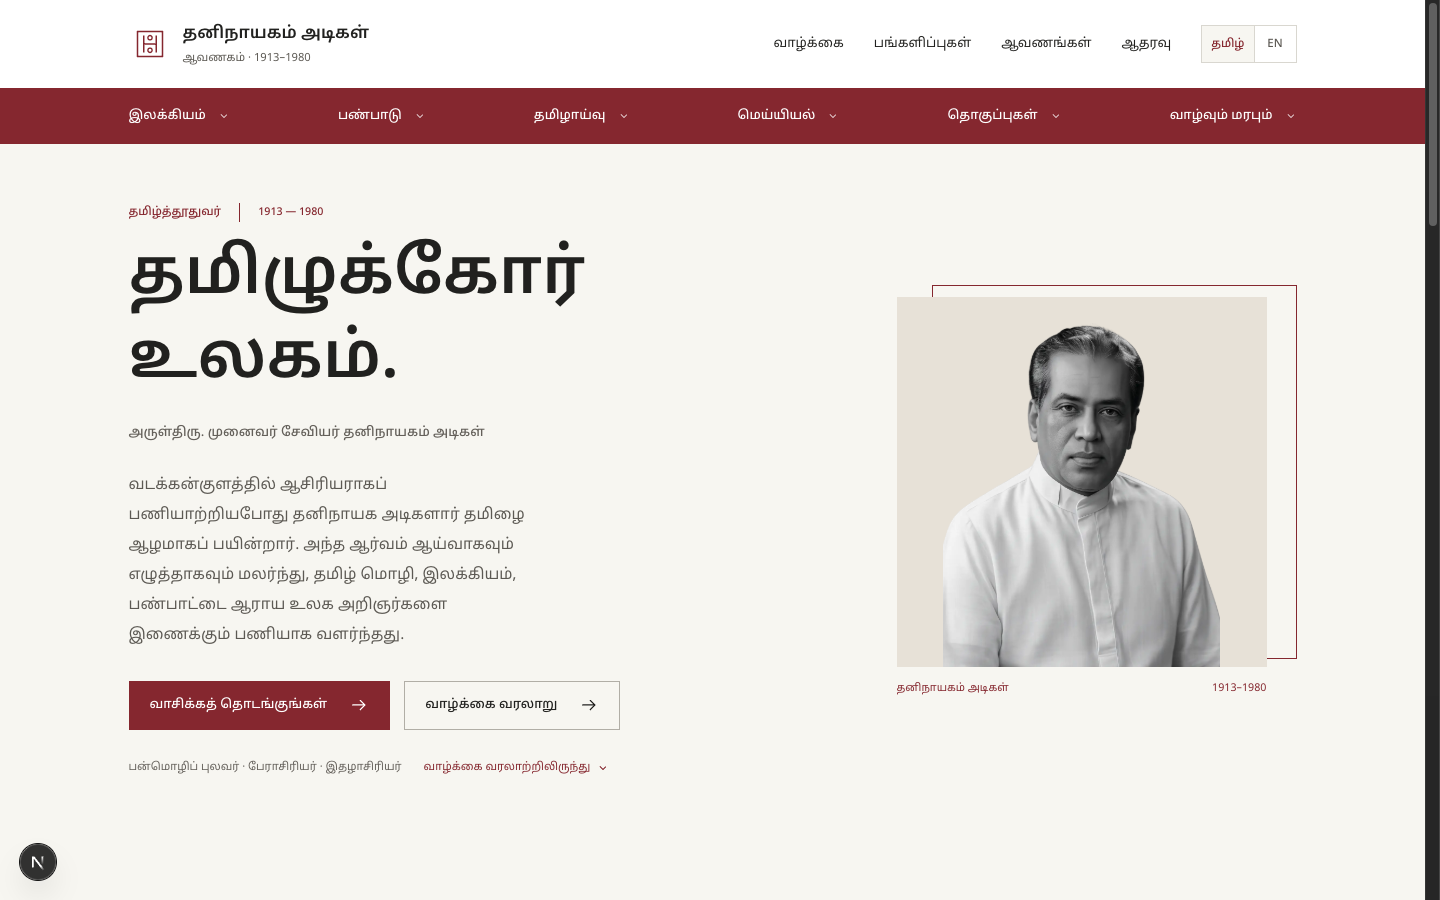 தனிநாயகம் அடிகள்
ஆவணகம் · 1913–1980
வாழ்க்கை பங்களிப்புகள் ஆவணங்கள் ஆதரவு தமிழ் EN
இலக்கியம் பண்பாடு தமிழாய்வு மெய்யியல் தொகுப்புகள் வாழ்வும் மரபும்
தமிழ்த்தூதுவர் 1913 — 1980
தமிழுக்கோர்
உலகம்.
அருள்திரு. முனைவர் சேவியர் தனிநாயகம் அடிகள்
வடக்கன்குளத்தில் ஆசிரியராகப்
பணியாற்றியபோது தனிநாயக அடிகளார் தமிழை
ஆழமாகப் பயின்றார். அந்த ஆர்வம் ஆய்வாகவும்
எழுத்தாகவும் மலர்ந்து, தமிழ் மொழி, இலக்கியம்,
பண்பாட்டை ஆராய உலக அறிஞர்களை
இணைக்கும் பணியாக வளர்ந்தது.
வாசிக்கத் தொடங்குங்கள் வாழ்க்கை வரலாறு
பன்மொழிப் புலவர் · பேராசிரியர் · இதழாசிரியர் வாழ்க்கை வரலாற்றிலிருந்து
தனிநாயகம் அடிகள் 1913–1980
N